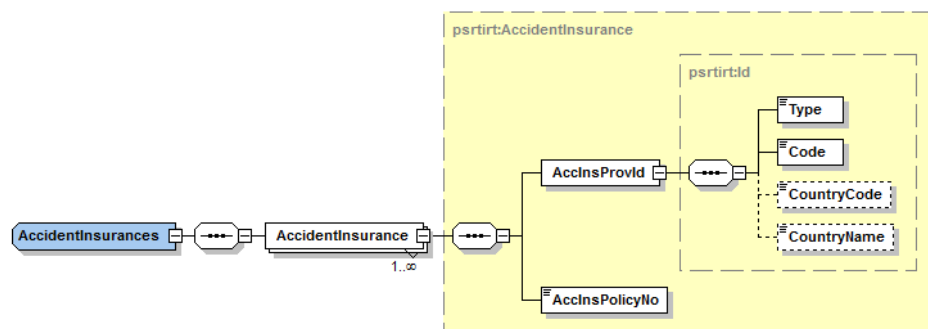 psrtirt:AccidentInsurance
psrtirt:Id
Type
Code
AccInsProvId
CountryCode
CountryName
AccidentInsurances
AccidentInsurance
1..∞
AccInsPolicyNo